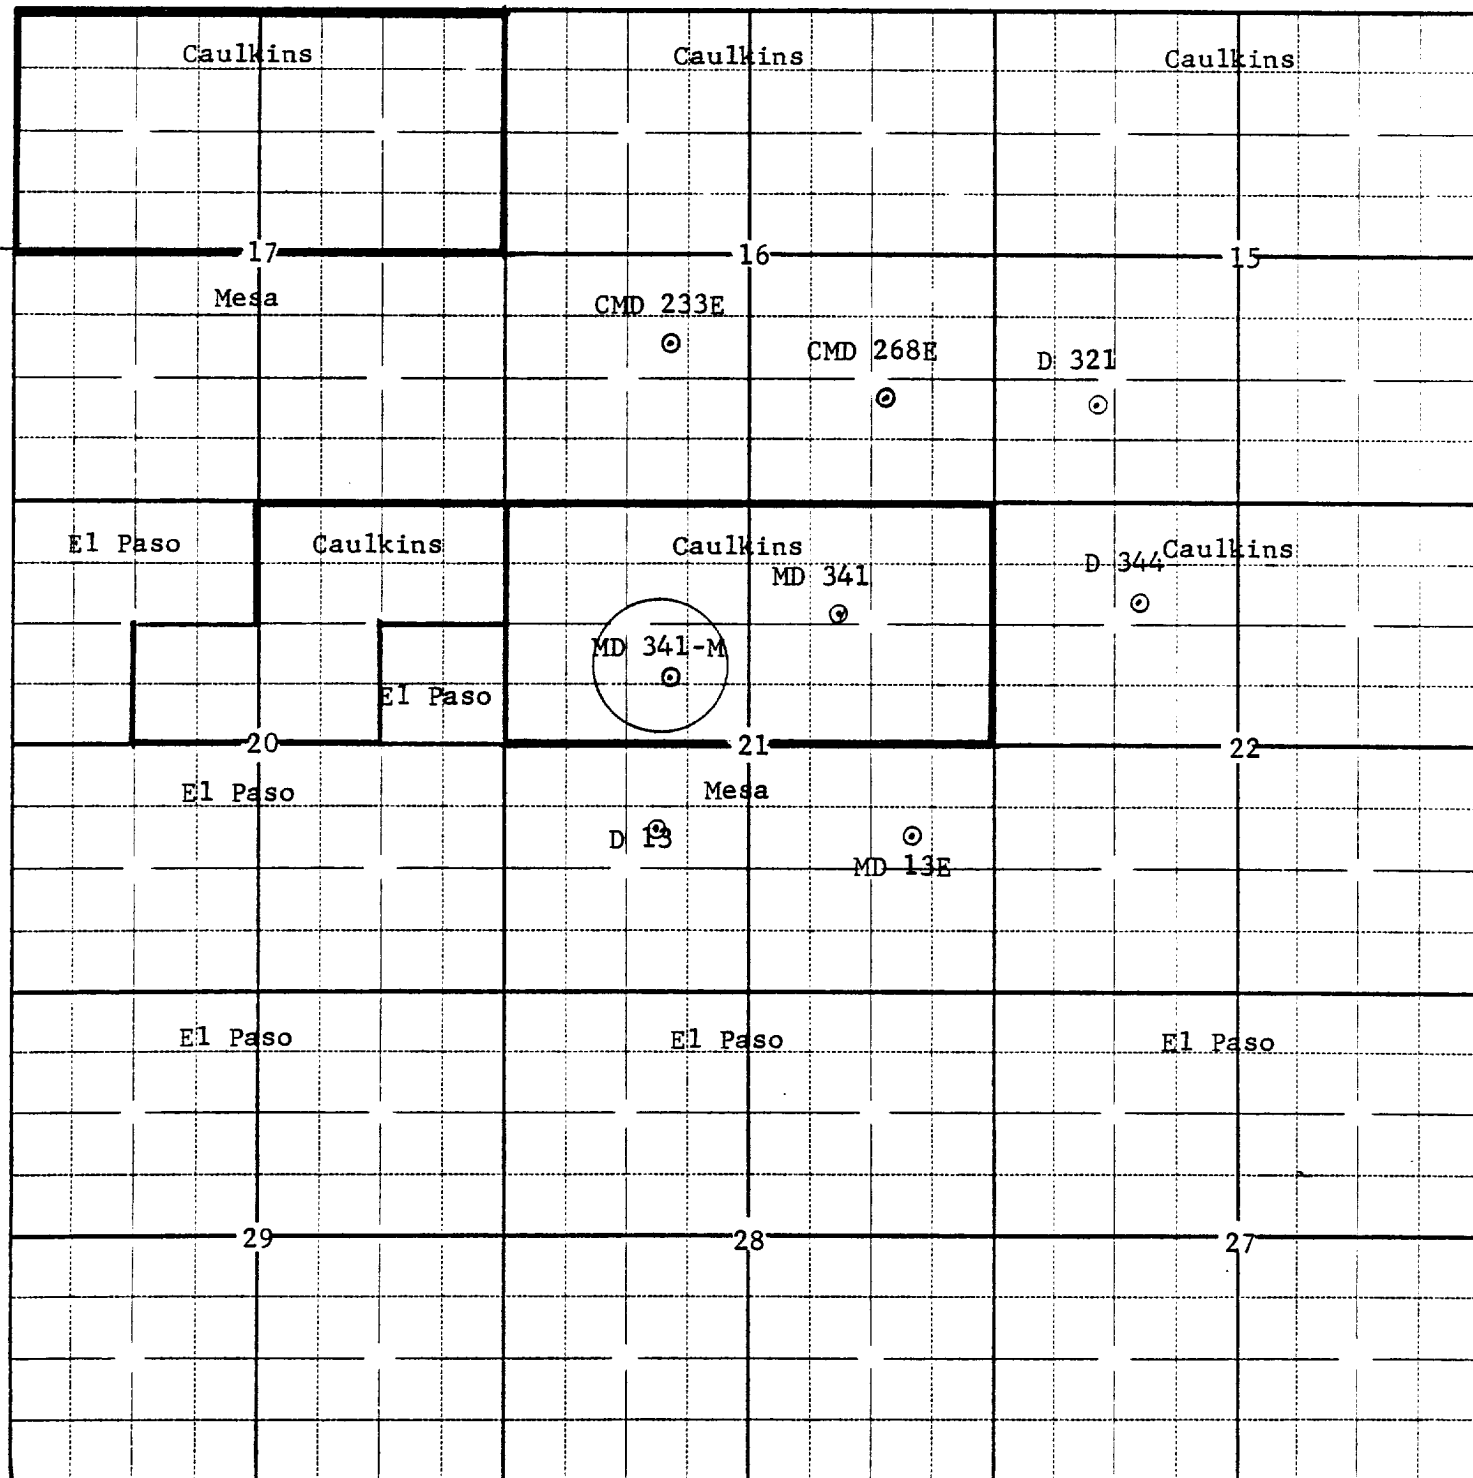 Caulkins Caulkins Caulkins
17 16 15
Mesa CMD 233E
CMD 268E D 321
El Paso Caulkins Caulkins Caulkins
MD 341 D 344
MD 341-M
El Paso
20 21 22
El Paso Mesa
D 13
MD 13E
El Paso El Paso El Paso
29 28 27